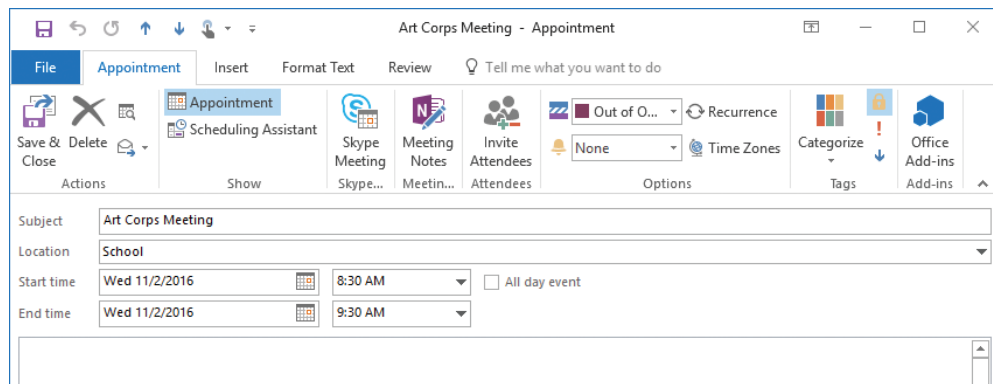 Art Corps Meeting - Appointment
File Appointment Insert Format Text Review Tell me what you want to do
Save & Close
Delete
Actions
Appointment
Scheduling Assistant
Show
Skype Meeting
Skype...
Meeting Notes
Meetin...
Invite Attendees
Attendees
Out of O... Recurrence
None Time Zones
Options
Categorize
Tags
Office Add-ins
Add-ins
Subject Art Corps Meeting
Location School
Start time Wed 11/2/2016 8:30 AM All day event
End time Wed 11/2/2016 9:30 AM